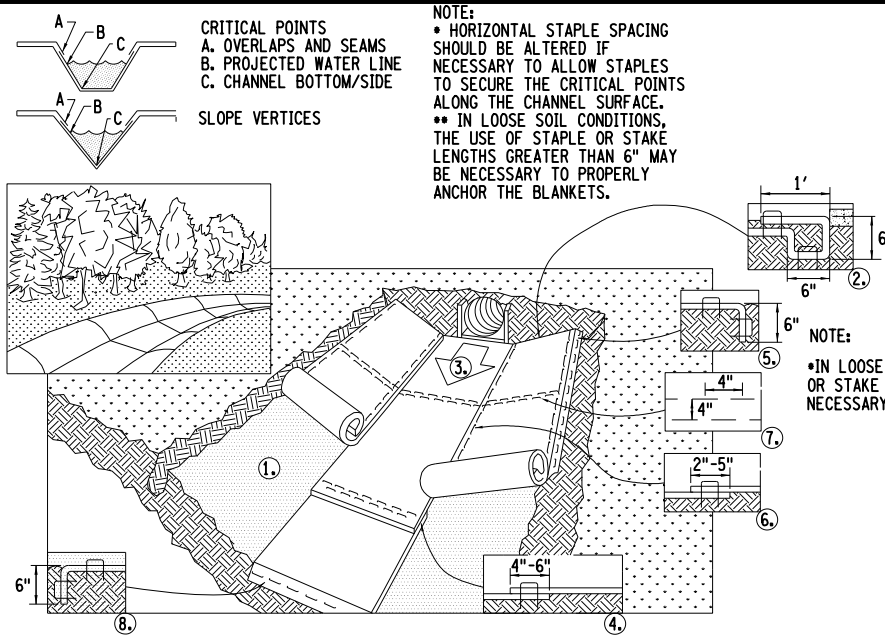 A
B
C
CRITICAL POINTS
A. OVERLAPS AND SEAMS
B. PROJECTED WATER LINE
C. CHANNEL BOTTOM/SIDE
A
B
C
SLOPE VERTICES
NOTE:
* HORIZONTAL STAPLE SPACING
SHOULD BE ALTERED IF
NECESSARY TO ALLOW STAPLES
TO SECURE THE CRITICAL POINTS
ALONG THE CHANNEL SURFACE.
** IN LOOSE SOIL CONDITIONS,
THE USE OF STAPLE OR STAKE
LENGTHS GREATER THAN 6" MAY
BE NECESSARY TO PROPERLY
ANCHOR THE BLANKETS.
1'
6
6"
2.
6"
5.
NOTE:
*IN LOOSE
OR STAKE
NECESSARY
3.
4"
4"
7.
1.
2"-5"
6.
6"
8.
4"-6"
4.